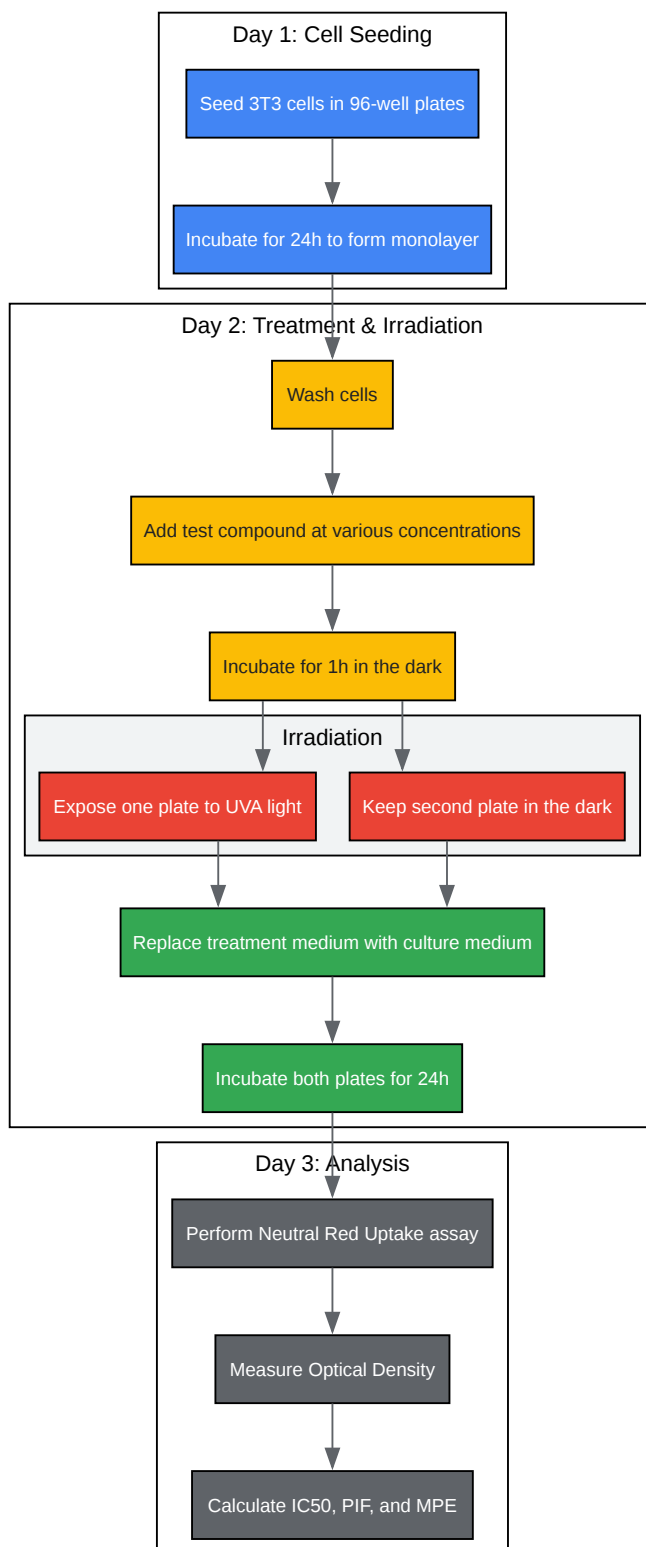 Day 1: Cell Seeding
Seed 3T3 cells in 96-well plates
Incubate for 24h to form monolayer
Day 2: Treatment & Irradiation
Wash cells
Add test compound at various concentrations
Incubate for 1h in the dark
Irradiation
Expose one plate to UVA light
Keep second plate in the dark
Replace treatment medium with culture medium
Incubate both plates for 24h
Day 3: Analysis
Perform Neutral Red Uptake assay
Measure Optical Density
Calculate IC50, PIF, and MPE